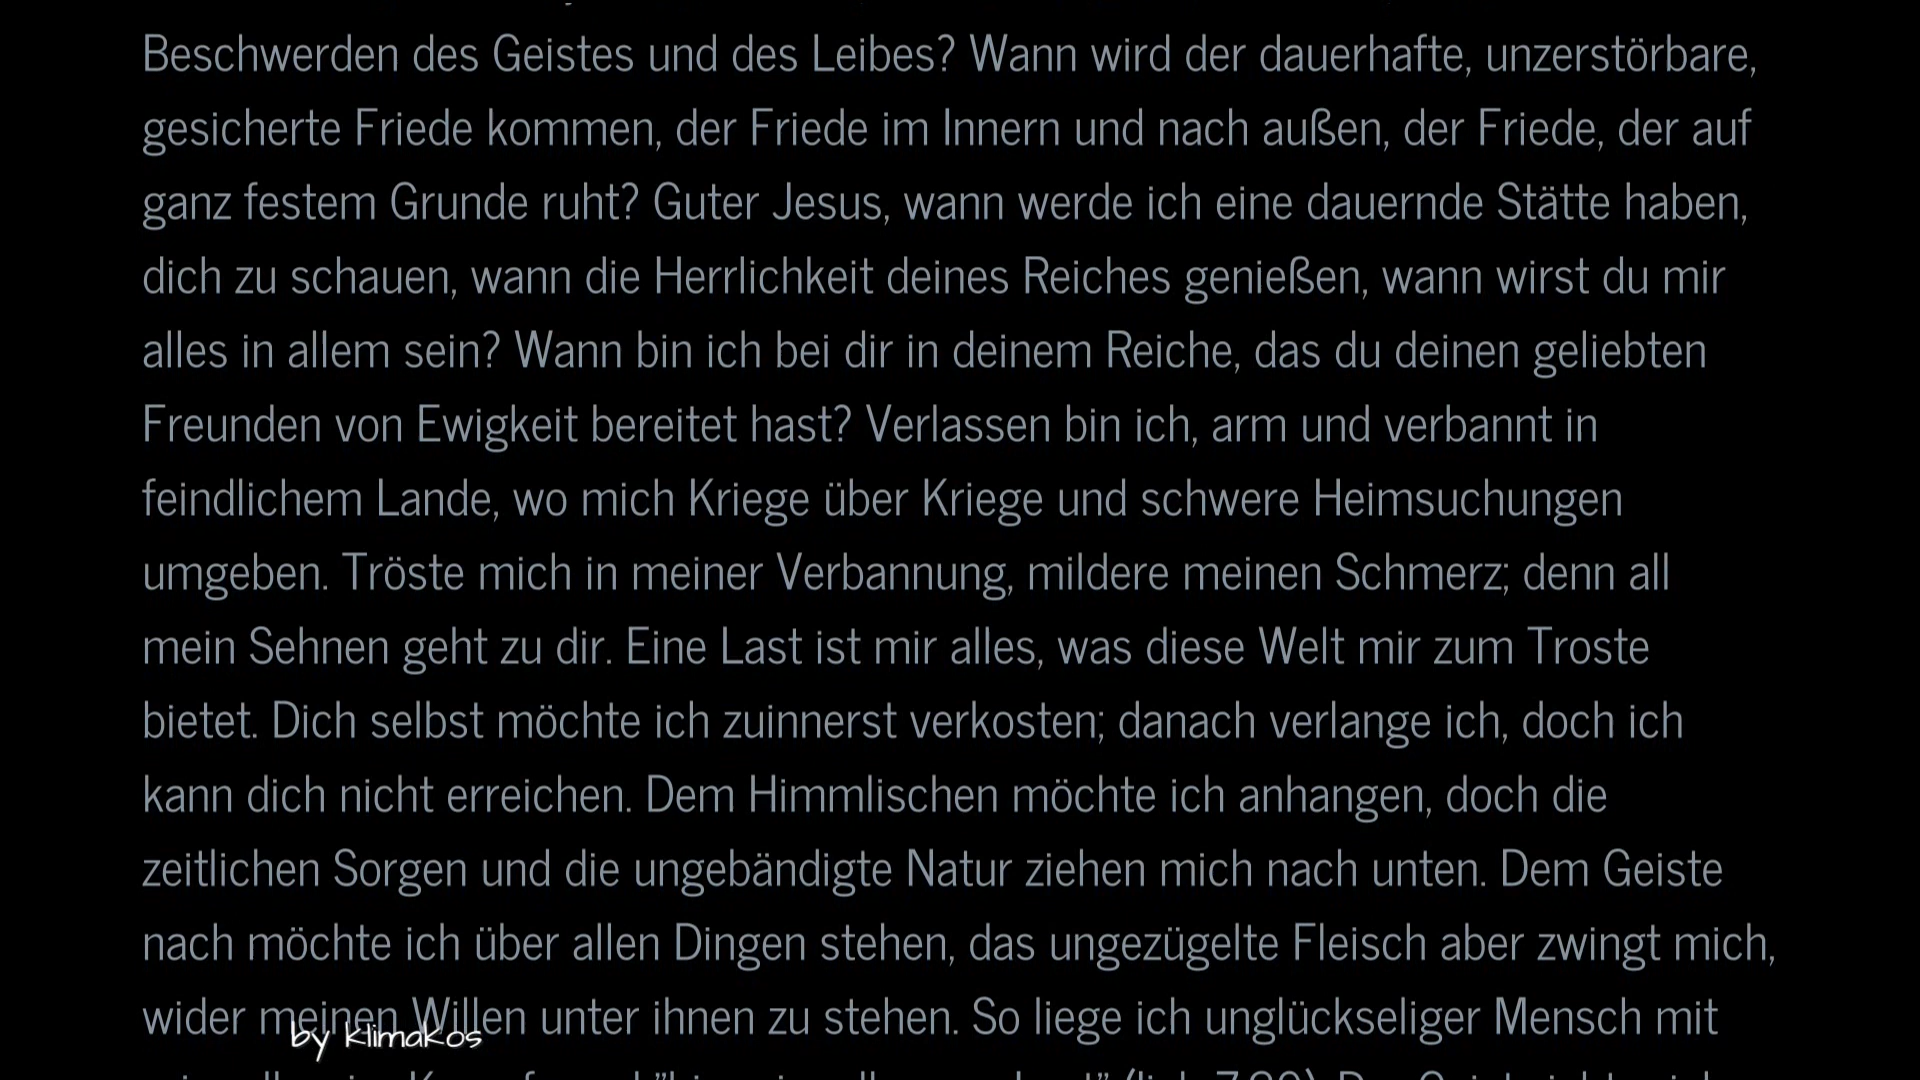 Beschwerden des Geistes und des Leibes? Wann wird der dauerhafte, unzerstörbare,
gesicherte Friede kommen, der Friede im Innern und nach außen, der Friede, der auf
ganz festem Grunde ruht? Guter Jesus, wann werde ich eine dauernde Stätte haben,
dich zu schauen, wann die Herrlichkeit deines Reiches genießen, wann wirst du mir
alles in allem sein? Wann bin ich bei dir in deinem Reiche, das du deinen geliebten
Freunden von Ewigkeit bereitet hast? Verlassen bin ich, arm und verbannt in
feindlichem Lande, wo mich Kriege über Kriege und schwere Heimsuchungen
umgeben. Tröste mich in meiner Verbannung, mildere meinen Schmerz; denn all
mein Sehnen geht zu dir. Eine Last ist mir alles, was diese Welt mir zum Troste
bietet. Dich selbst möchte ich zuinnerst verkosten; danach verlange ich, doch ich
kann dich nicht erreichen. Dem Himmlischen möchte ich anhangen, doch die
zeitlichen Sorgen und die ungebändigte Natur ziehen mich nach unten. Dem Geiste
nach möchte ich über allen Dingen stehen, das ungezügelte Fleisch aber zwingt mich,
wider meinen Willen unter ihnen zu stehen. So liege ich unglückseliger Mensch mit
by klimakos